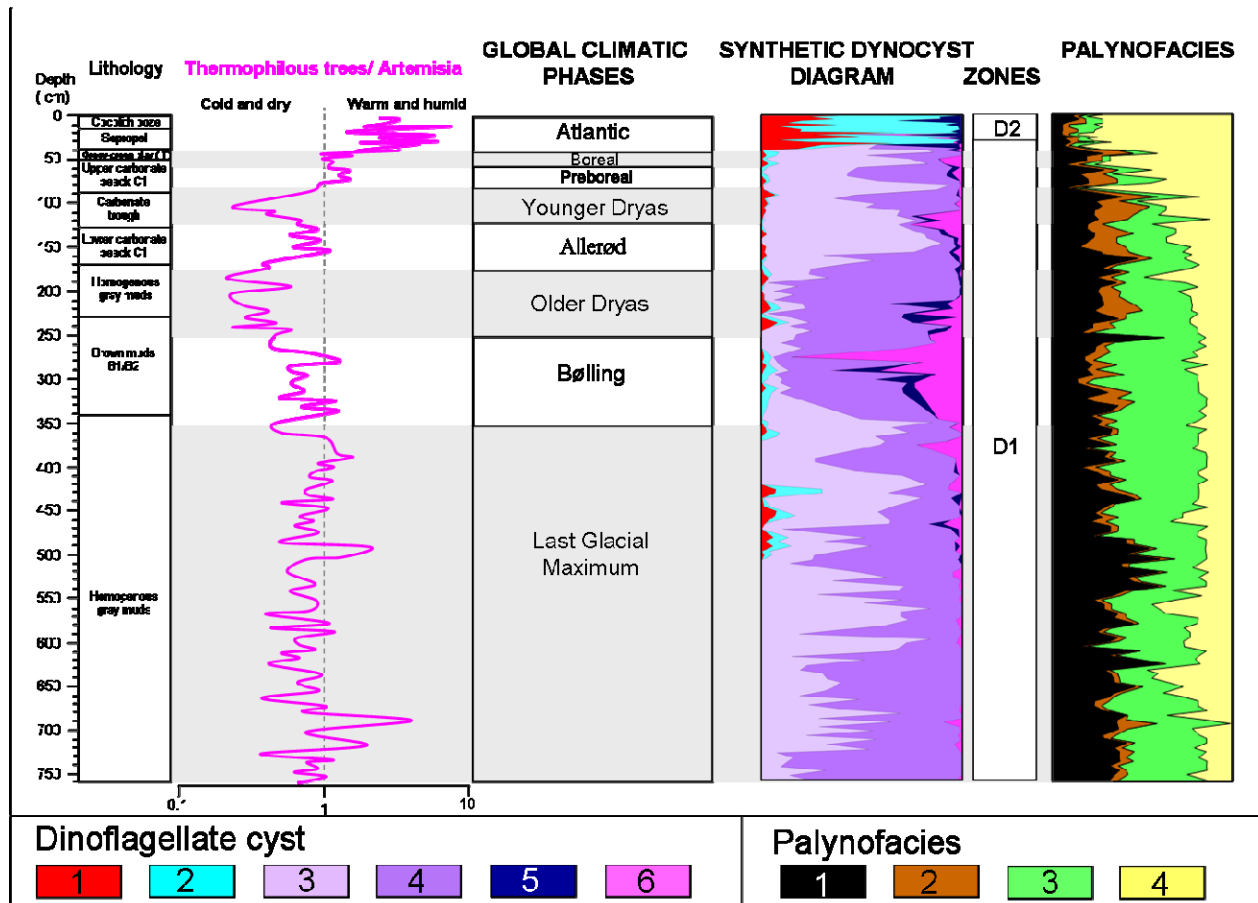 GLOBAL CLIMATIC PHASES
SYNTHETIC DYNOCYST DIAGRAM
ZONES
PALYNOFACIES
Lithology
Thermophilous trees/ Artemisia
Depth
(cm)
Cold and dry
Warm and humid
0
50
150
200
250
300
350
400
450
500
550
600
650
700
750
Sapropel
Upper carbonate
C1
Carbonate
trough
Lower carbonate
C1
gray muds
muds
gray muds
Atlantic
Boreal
Preboreal
Younger Dryas
Allerød
Older Dryas
Bølling
Last Glacial
Maximum
D2
D1
1
10
Dinoflagellate cyst
1 2 3 4 5 6
Palynofacies
1 2 3 4